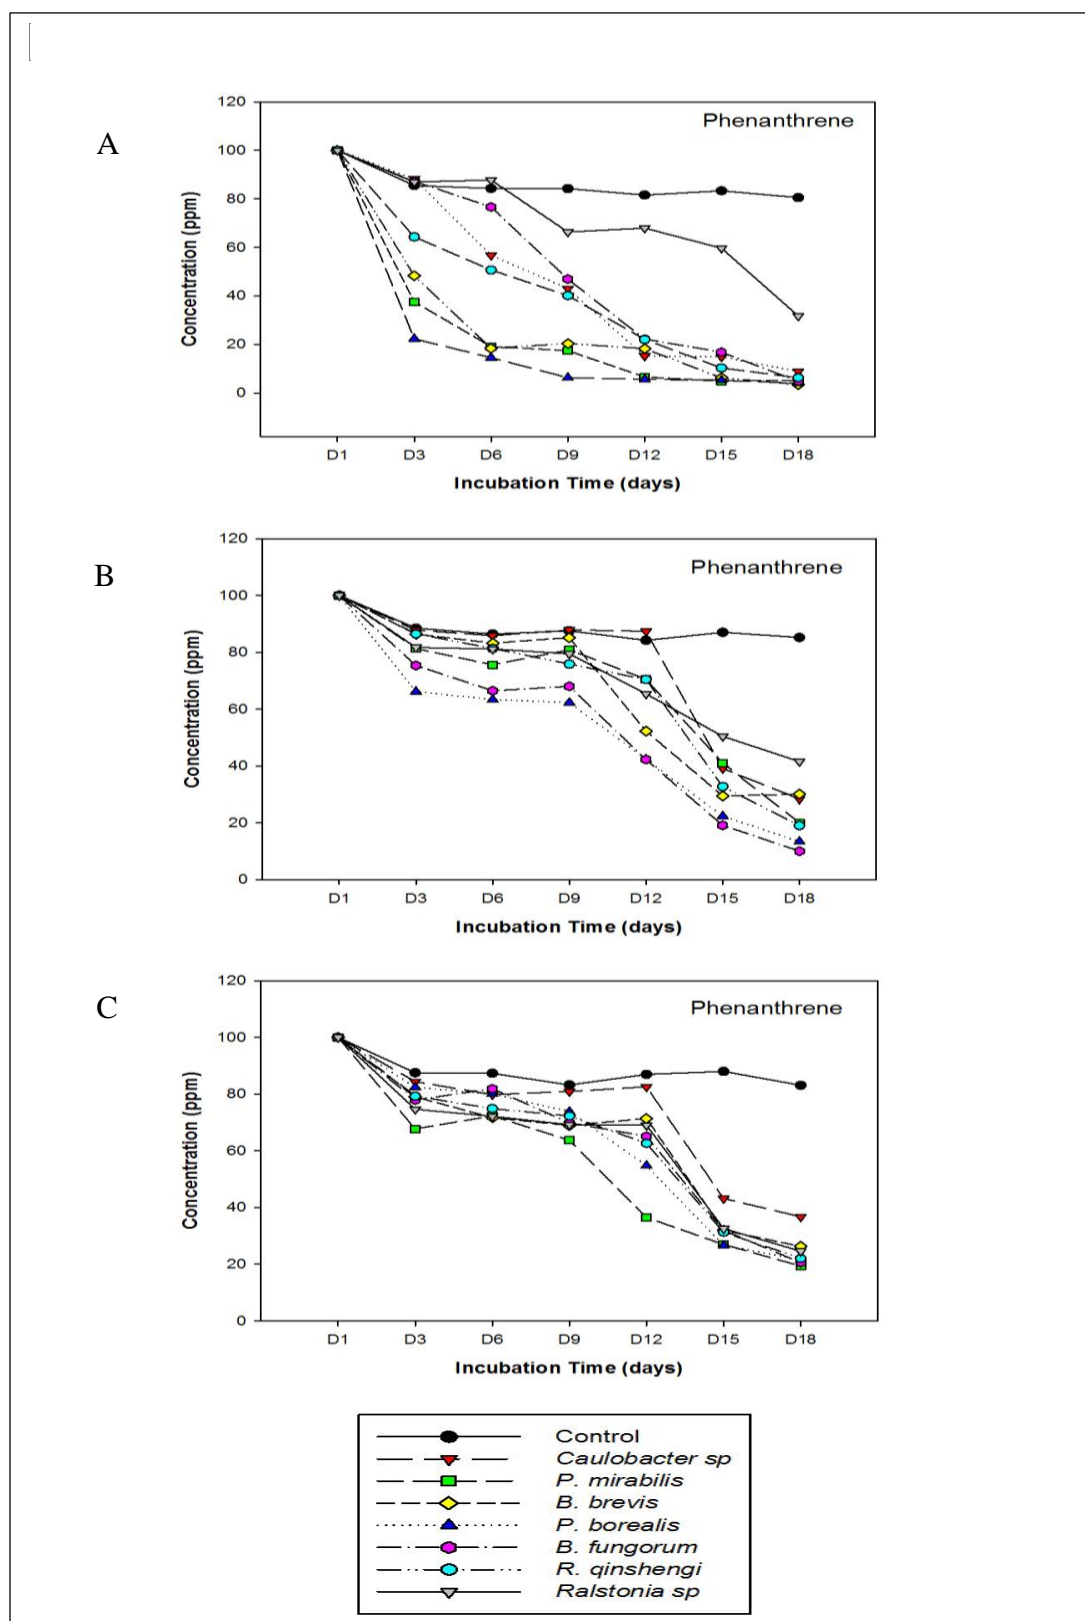 A
Phenanthrene
Concentration (ppm)
120
100
80
60
40
20
0
D1 D3 D6 D9 D12 D15 D18
Incubation Time (days)
B
Phenanthrene
Concentration (ppm)
120
100
80
60
40
20
0
D1 D3 D6 D9 D12 D15 D18
Incubation Time (days)
C
Phenanthrene
Concentration (ppm)
120
100
80
60
40
20
0
D1 D3 D6 D9 D12 D15 D18
Incubation Time (days)
Control
Caulobacter sp
P. mirabilis
B. brevis
P. borealis
B. fungorum
R. qinshengi
Ralstonia sp